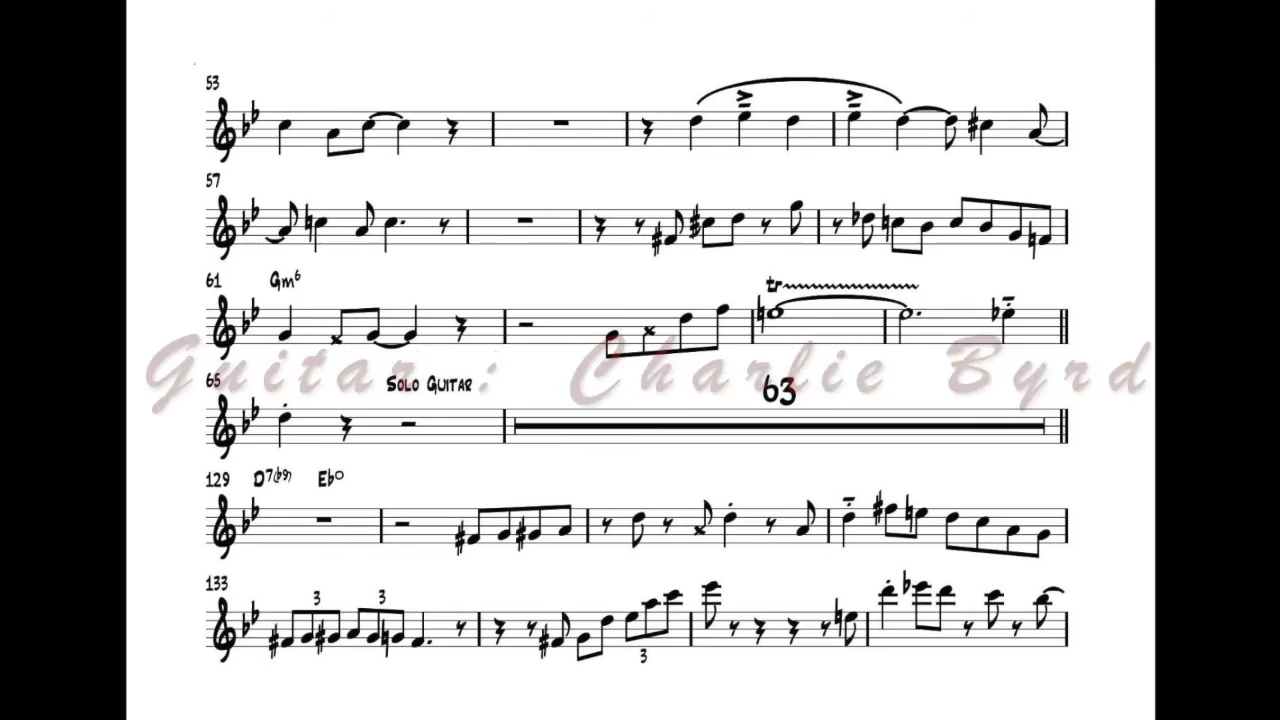 53
57
61 Gm6
tr
Guitar : Charlie Byrd
65 Solo Guitar
63
129 D7(b9) Ebo
133
3 3
3